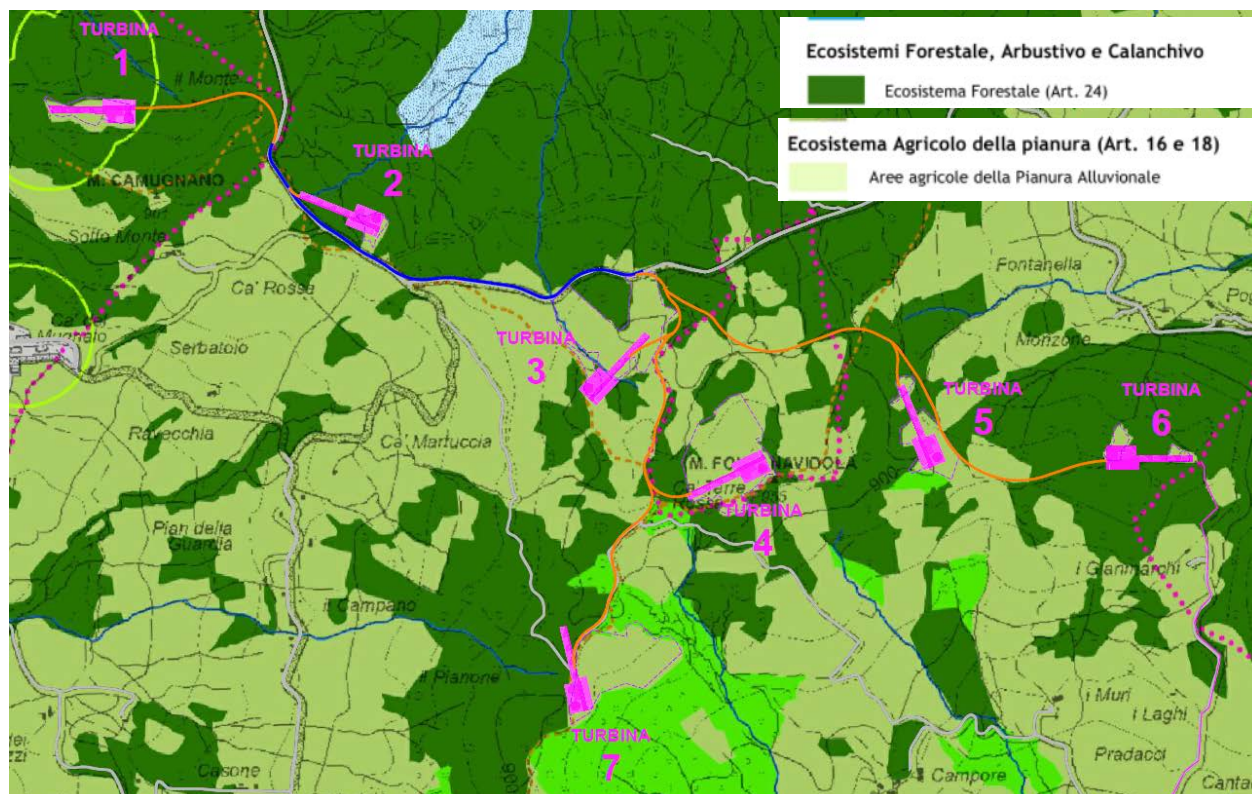 TURBINA
1
il Monte
M. CAMUGNANO
Sotto Monte
Ca' Rossa
Serbatoio
Ravecchia
Pian della
Guardia
il Campano
il Pianone
Casone
Ca' Martuccia
TURBINA
2
TURBINA
3
TURBINA
4
TURBINA
5
TURBINA
6
TURBINA
7
Ecosistemi Forestale, Arbustivo e Calanchivo
Ecosistema Forestale (Art. 24)
Ecosistema Agricolo della pianura (Art. 16 e 18)
Aree agricole della Pianura Alluvionale
Fontanella
Monzone
900
i Gianmarchi
i Muri
i Laghi
Pradacci
Campore